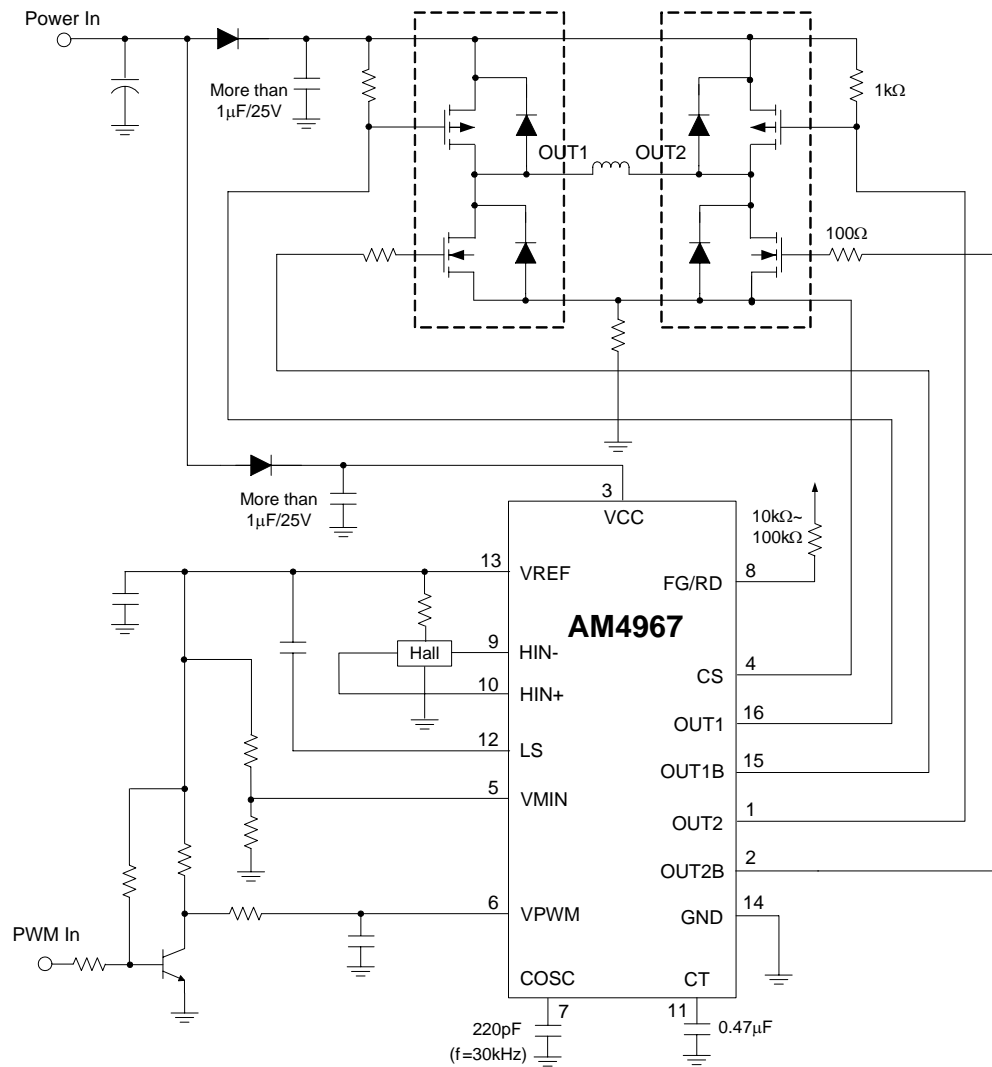 Power In
More than
1μF/25V
1kΩ
OUT1
OUT2
100Ω
More than
1μF/25V
3
VCC
10kΩ~
100kΩ
13
VREF
8
FG/RD
AM4967
9
HIN-
Hall
10
HIN+
4
CS
16
OUT1
12
LS
15
OUT1B
5
VMIN
1
OUT2
2
OUT2B
6
VPWM
14
GND
PWM In
COSC
CT
7
11
220pF
(f=30kHz)
0.47μF